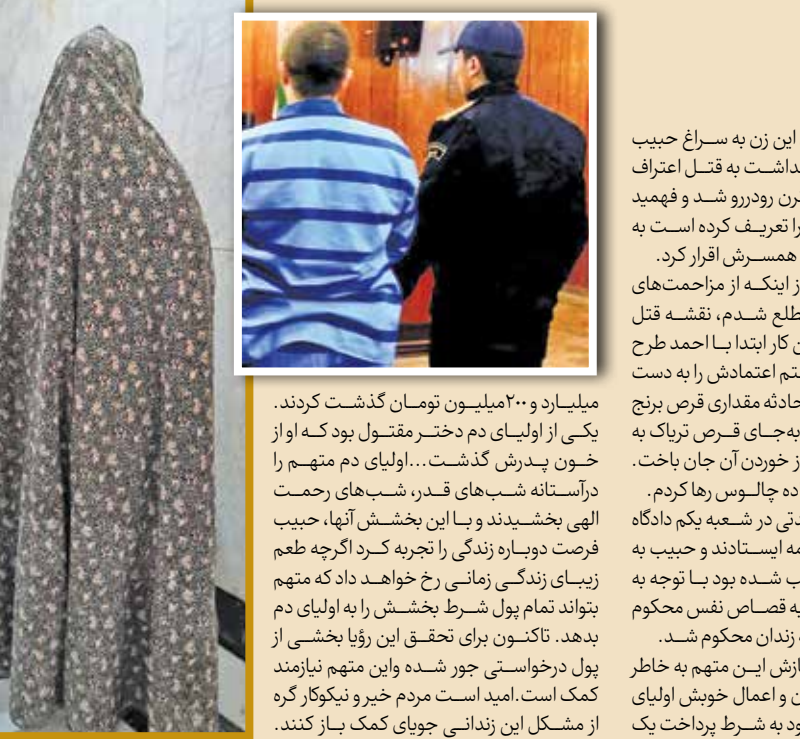 این زن به سراغ حبیب
داشت به قتل اعتراف
رن رودررو شد و فهمید
را تعریف کرده است به
همسرش اقرار کرد.
ز اینکه از مزاحمت‌های
طلع شدم، نقشه قتل
ن کار ابتدا با احمد طرح
ستم اعتمادش را به دست
حادثه مقداری قرص برنج
به‌جای قرص تریاک به
ز خوردن آن جان باخت.
ده چالوس رها کردم.
دتی در شعبه یکم دادگاه
مه ایستادند و حبیب به
ب شده بود با توجه به
ه قصاص نفس محکوم
زندان محکوم شد.
ازش این متهم به خاطر
ن و اعمال خوبش اولیای
ود به شرط پرداخت یک
میلیارد و ۲۰۰میلیون تومان گذشت کردند.
یکی از اولیای دم دختر مقتول بود که او از
خون پدرش گذشت...اولیای دم متهم را
درآستانه شب‌های قدر، شب‌های رحمت
الهی بخشیدند و با این بخشش آنها، حبیب
فرصت دوباره زندگی را تجربه کرد اگرچه طعم
زیبای زندگی زمانی رخ خواهد داد که متهم
بتواند تمام پول شرط بخشش را به اولیای دم
بدهد. تاکنون برای تحقق این رؤیا بخشی از
پول درخواستی جور شده واین متهم نیازمند
کمک است.امید است مردم خیر و نیکوکار گره
از مشکل این زندانی جویای کمک باز کنند.